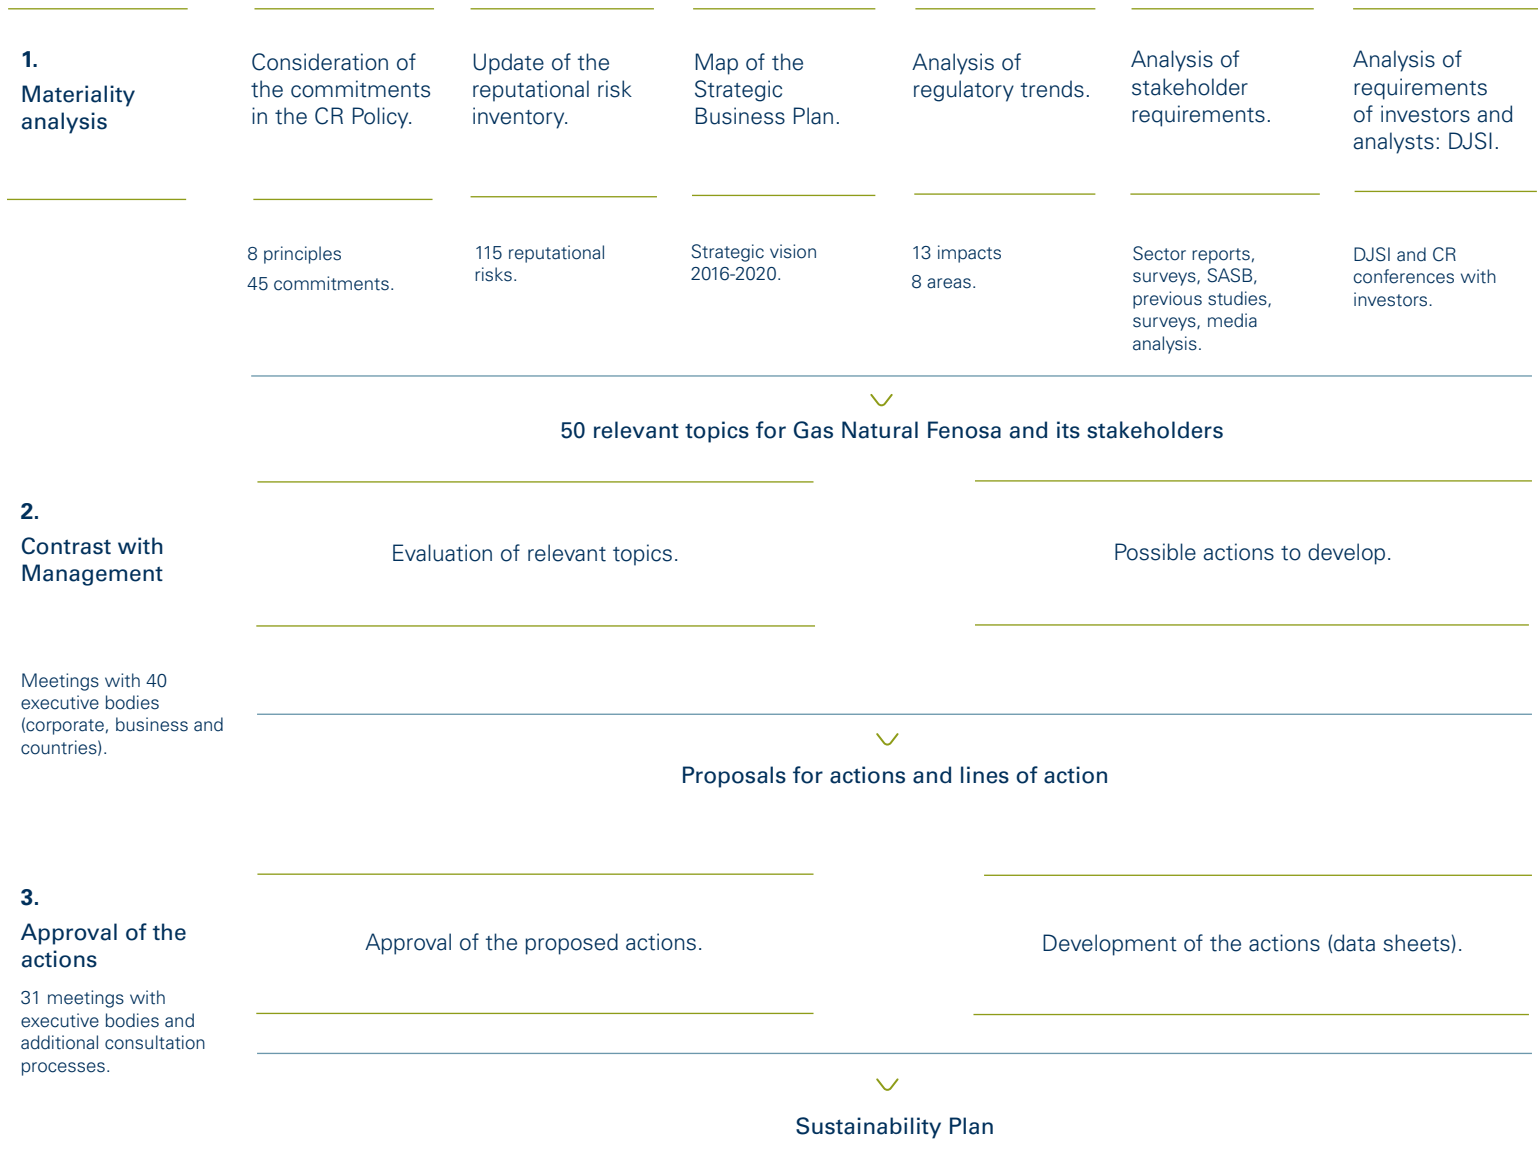 1.
Materiality
analysis
Consideration of
the commitments
in the CR Policy.
Update of the
reputational risk
inventory.
Map of the
Strategic
Business Plan.
Analysis of
regulatory trends.
Analysis of
stakeholder
requirements.
Analysis of
requirements
of investors and
analysts: DJSI.
8 principles
45 commitments.
115 reputational
risks.
Strategic vision
2016-2020.
13 impacts
8 areas.
Sector reports,
surveys, SASB,
previous studies,
surveys, media
analysis.
DJSI and CR
conferences with
investors.
50 relevant topics for Gas Natural Fenosa and its stakeholders
2.
Contrast with
Management
Evaluation of relevant topics.
Possible actions to develop.
Meetings with 40
executive bodies
(corporate, business and
countries).
Proposals for actions and lines of action
3.
Approval of the
actions
31 meetings with
executive bodies and
additional consultation
processes.
Approval of the proposed actions.
Development of the actions (data sheets).
Sustainability Plan